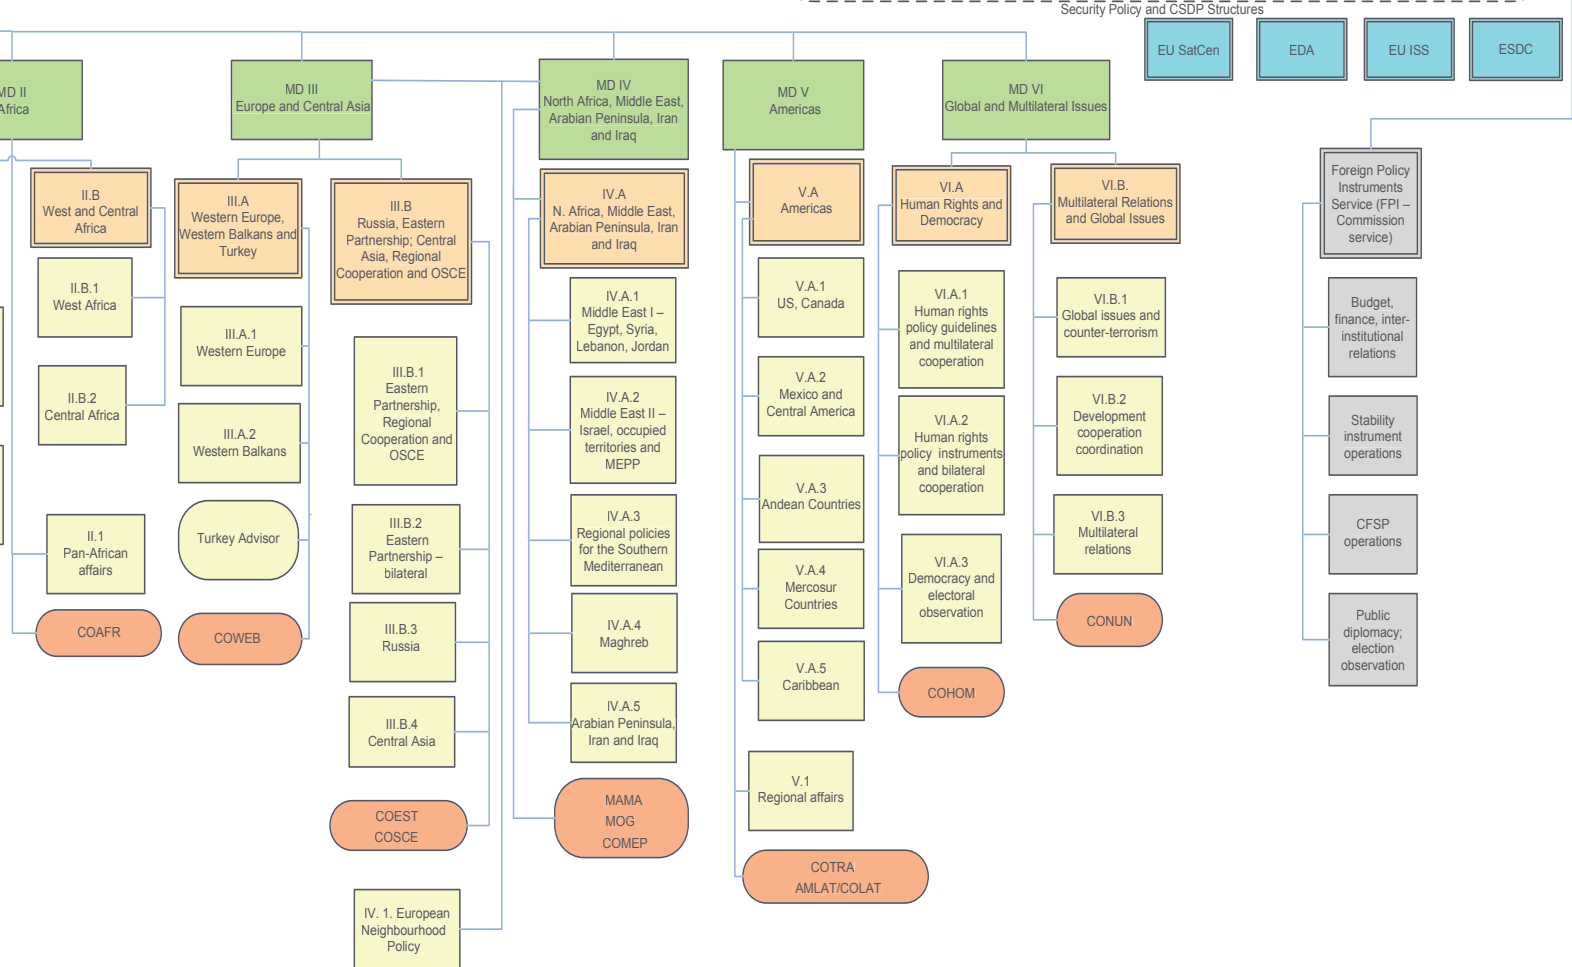 Security Policy and CSDP Structures
EU SatCen
EDA
EU ISS
ESDC
MD II
Africa
MD III
Europe and Central Asia
MD IV
North Africa, Middle East,
Arabian Peninsula, Iran
and Iraq
MD V
Americas
MD VI
Global and Multilateral Issues
II.B
West and Central
Africa
II.B.1
West Africa
II.B.2
Central Africa
II.1
Pan-African
affairs
COAFR
III.A
Western Europe,
Western Balkans and
Turkey
III.A.1
Western Europe
III.A.2
Western Balkans
Turkey Advisor
COWEB
III.B
Russia, Eastern
Partnership; Central
Asia, Regional
Cooperation and OSCE
III.B.1
Eastern
Partnership,
Regional
Cooperation and
OSCE
III.B.2
Eastern
Partnership –
bilateral
III.B.3
Russia
III.B.4
Central Asia
COEST
COSCE
IV. 1. European
Neighbourhood
Policy
IV.A
N. Africa, Middle East,
Arabian Peninsula, Iran
and Iraq
IV.A.1
Middle East I –
Egypt, Syria,
Lebanon, Jordan
IV.A.2
Middle East II –
Israel, occupied
territories and
MEPP
IV.A.3
Regional policies
for the Southern
Mediterranean
IV.A.4
Maghreb
IV.A.5
Arabian Peninsula,
Iran and Iraq
MAMA
MOG
COMEP
V.A
Americas
V.A.1
US, Canada
V.A.2
Mexico and
Central America
V.A.3
Andean Countries
V.A.4
Mercosur
Countries
V.A.5
Caribbean
V.1
Regional affairs
COTRA
AMLAT/COLAT
VI.A
Human Rights and
Democracy
VI.A.1
Human rights
policy guidelines
and multilateral
cooperation
VI.A.2
Human rights
policy instruments
and bilateral
cooperation
VI.A.3
Democracy and
electoral
observation
COHOM
VI.B.
Multilateral Relations
and Global Issues
VI.B.1
Global issues and
counter-terrorism
VI.B.2
Development
cooperation
coordination
VI.B.3
Multilateral
relations
CONUN
Foreign Policy
Instruments
Service (FPI –
Commission
service)
Budget,
finance, inter-
institutional
relations
Stability
instrument
operations
CFSP
operations
Public
diplomacy;
election
observation